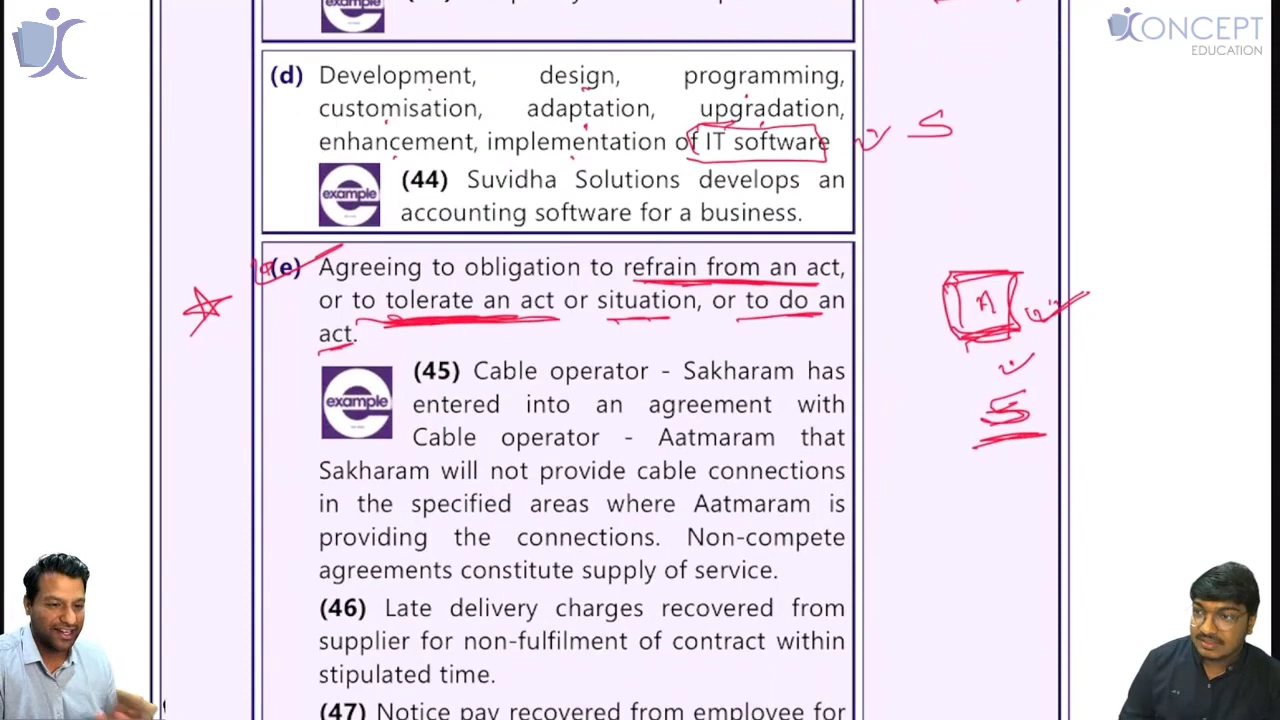 CONCEPT
EDUCATION
(d) Development, design, programming,
customisation, adaptation, upgradation,
enhancement, implementation of IT software
S
example
(44) Suvidha Solutions develops an
accounting software for a business.
(e) Agreeing to obligation to refrain from an act,
or to tolerate an act or situation, or to do an
act.
A
S
example
(45) Cable operator - Sakharam has
entered into an agreement with
Cable operator - Aatmaram that
Sakharam will not provide cable connections
in the specified areas where Aatmaram is
providing the connections. Non-compete
agreements constitute supply of service.
(46) Late delivery charges recovered from
supplier for non-fulfilment of contract within
stipulated time.
(47) Notice pay recovered from employee for